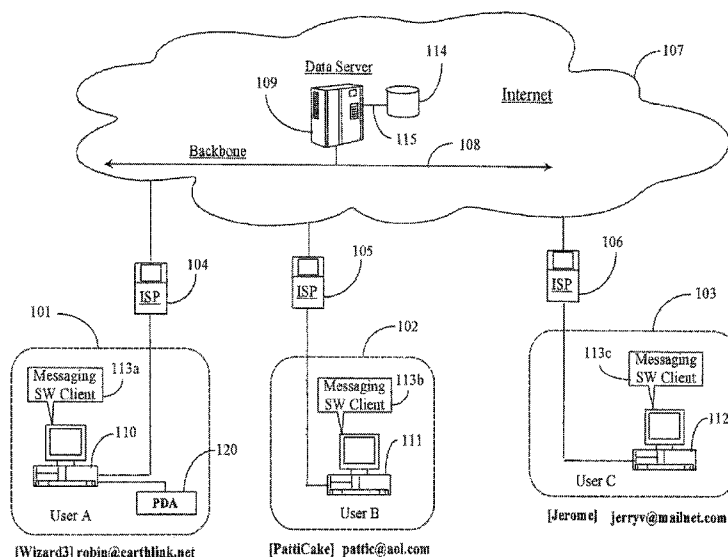 107
114
Data Server
109
Internet
115
Backbone
108
104
105
106
ISP
ISP
ISP
101
102
103
Messaging
SW Client
113a
Messaging
SW Client
113b
Messaging
SW Client
113c
110
120
111
112
PDA
User A
User B
User C
[Wizard3] robin@earthlink.net
[PattiCake] pattic@aol.com
[Jerome] jerryv@mailnet.com